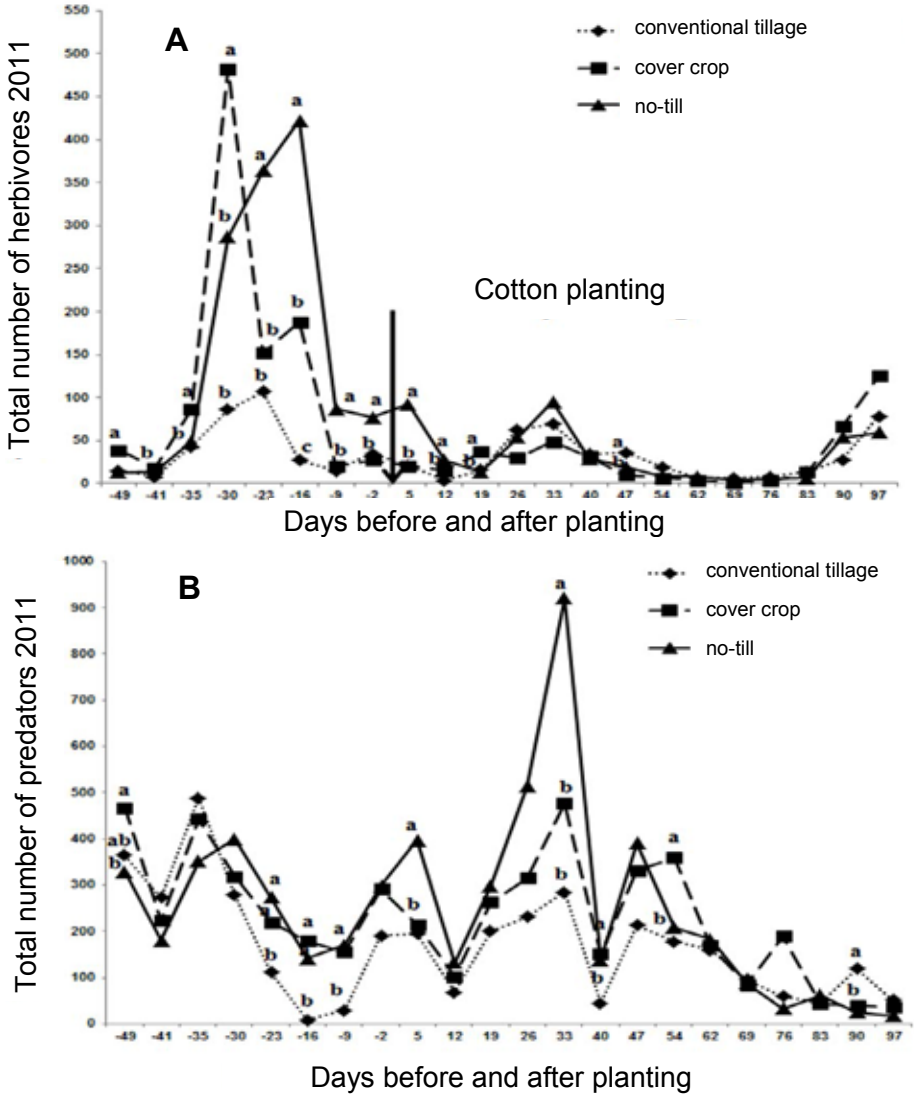 550
500
450
400
350
300
250
200
150
100
50
0
Total number of herbivores 2011
A
conventional tillage
cover crop
no-till
Cotton planting
a
a
a
a
b
b
b
b
b
a
a
a
a
b
b
b
c
b
b
b
b
a
a
a
b
-49 -41 -35 -30 -23 -16 -9 -2 5 12 19 26 33 40 47 54 62 69 76 83 90 97
Days before and after planting
1000
900
800
700
600
500
400
300
200
100
0
Total number of predators 2011
B
conventional tillage
cover crop
no-till
a
ab
b
a
a
b
a
b
a
b
a
b
a
b
b
a
b
a
b
a
b
-49 -41 -35 -30 -23 -16 -9 -2 5 12 19 26 33 40 47 54 62 69 76 83 90 97
Days before and after planting